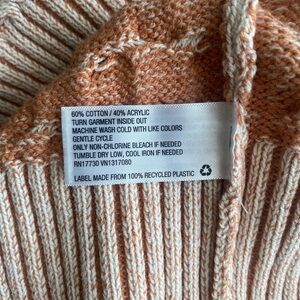 60% COTTON / 40% ACRYLIC
TURN GARMENT INSIDE OUT
MACHINE WASH COLD WITH LIKE COLORS
GENTLE CYCLE
ONLY NON-CHLORINE BLEACH IF NEEDED
TUMBLE DRY LOW, COOL IRON IF NEEDED
RN17730 VN1317080
LABEL MADE FROM 100% RECYCLED PLASTIC